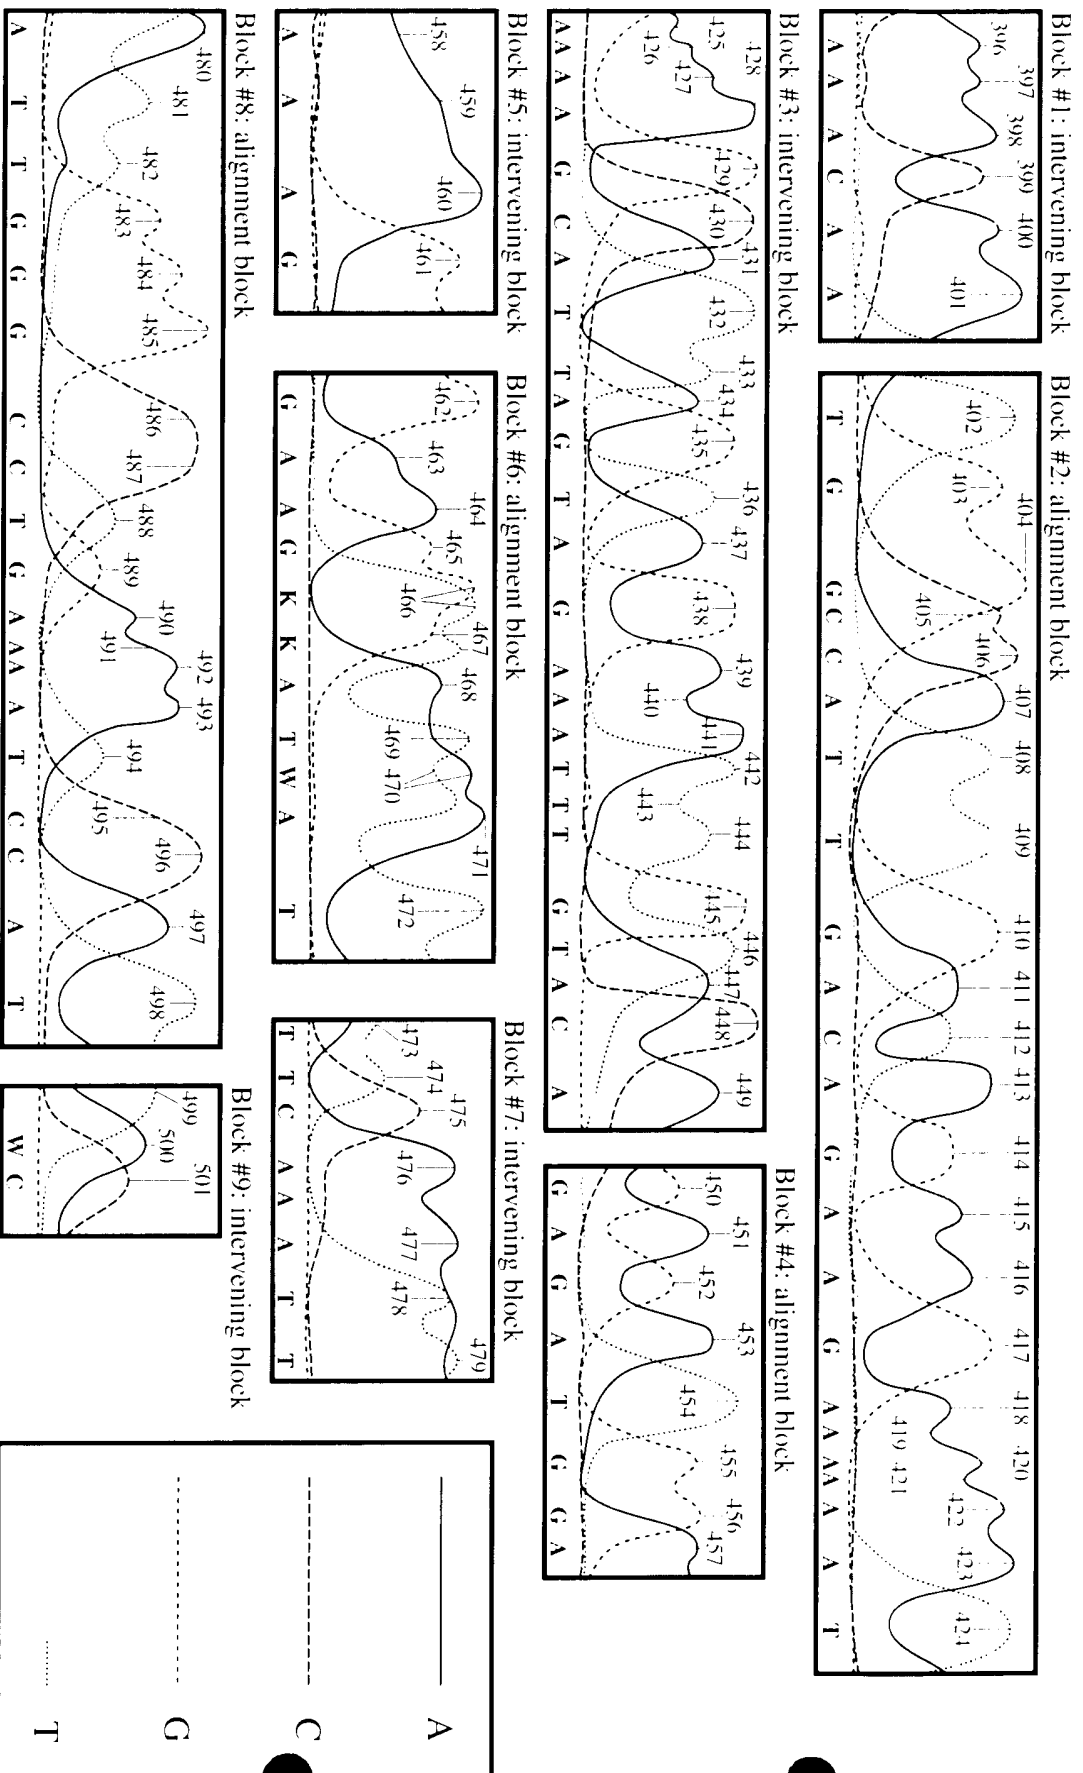 Block #1: intervening block
396 397 398 399 400 401
A A A C A A
Block #2: alignment block
402 403 404 405 406 407 408 409 410 411 412 413 414 415 416 417 418 419 420 421 422 423 424
T G G C C A T T G A C A G A A G A A A A A A T
Block #3: intervening block
425 426 427 428 429 430 431 432 433 434 435 436 437 438 439 440 441 442 443 444 445 446 447 448 449
A A A A G C A T T A G T A G A A A T T T G T A C A
Block #4: alignment block
450 451 452 453 454 455 456 457
G A G A T G G A
Block #5: intervening block
458 459 460 461
A A A G
Block #6: alignment block
462 463 464 465 466 467 468 469 470 471 472
G A A G K K A T W A T
Block #7: intervening block
473 474 475 476 477 478 479
T T C A A A T T
Block #8: alignment block
480 481 482 483 484 485 486 487 488 489 490 491 492 493 494 495 496 497 498
A T T G G G C C T G A A A A T C C A T
Block #9: intervening block
499 500 501
W C
A
C
G
T